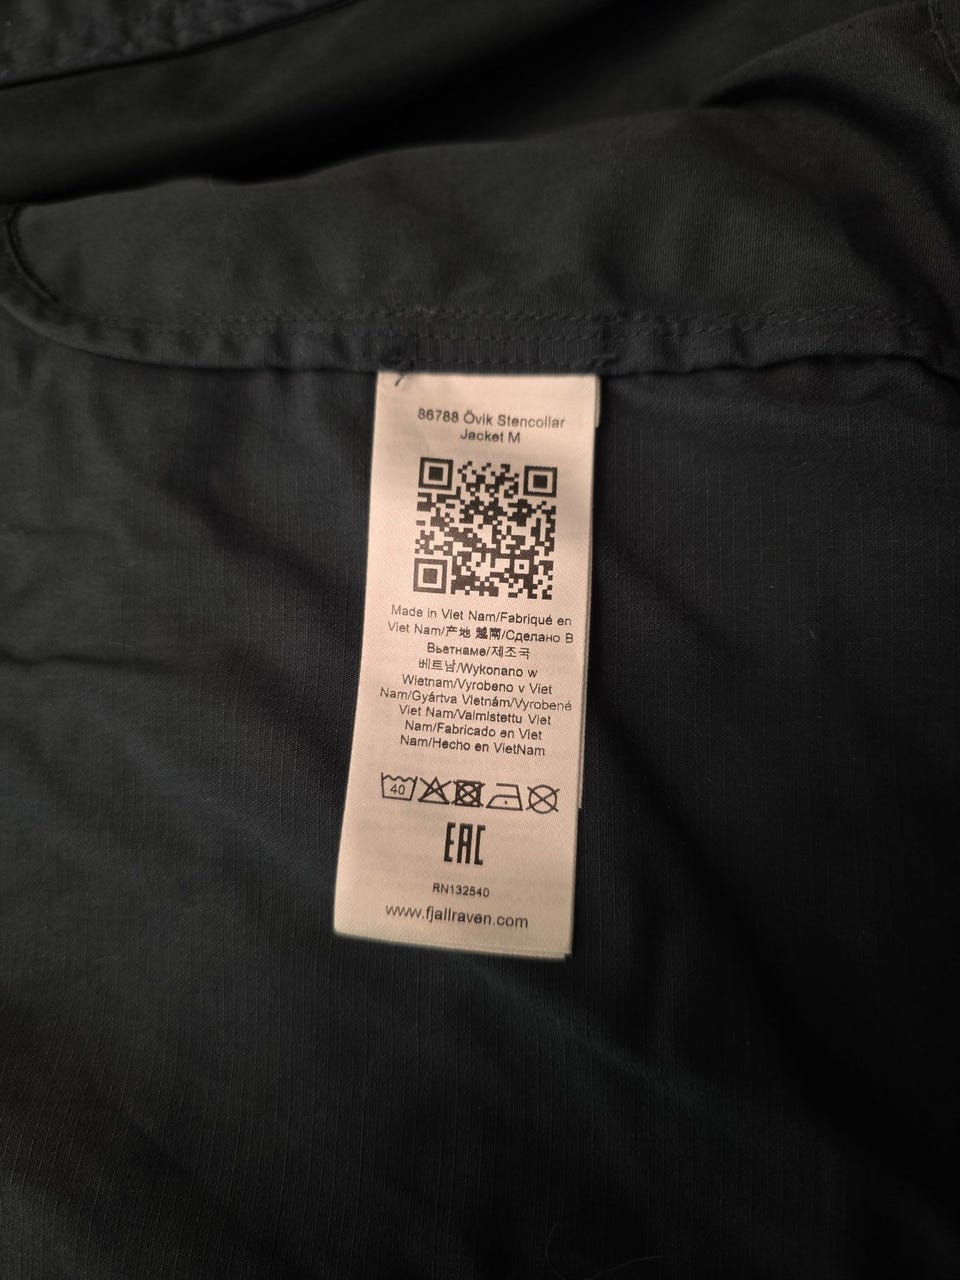 86788 Övik Stencollar
Jacket M
Made in Viet Nam/Fabriqué en
Viet Nam/产地 越南/Сделано в
Вьетнаме/제조국
베트남/Wykonano w
Wietnam/Vyrobeno v Viet
Nam/Gyártva Vietnám/Vyrobené
Viet Nam/Valmistettu Viet
Nam/Fabricado en Viet
Nam/Hecho en VietNam
40
EAC
RN132540
www.fjallraven.com